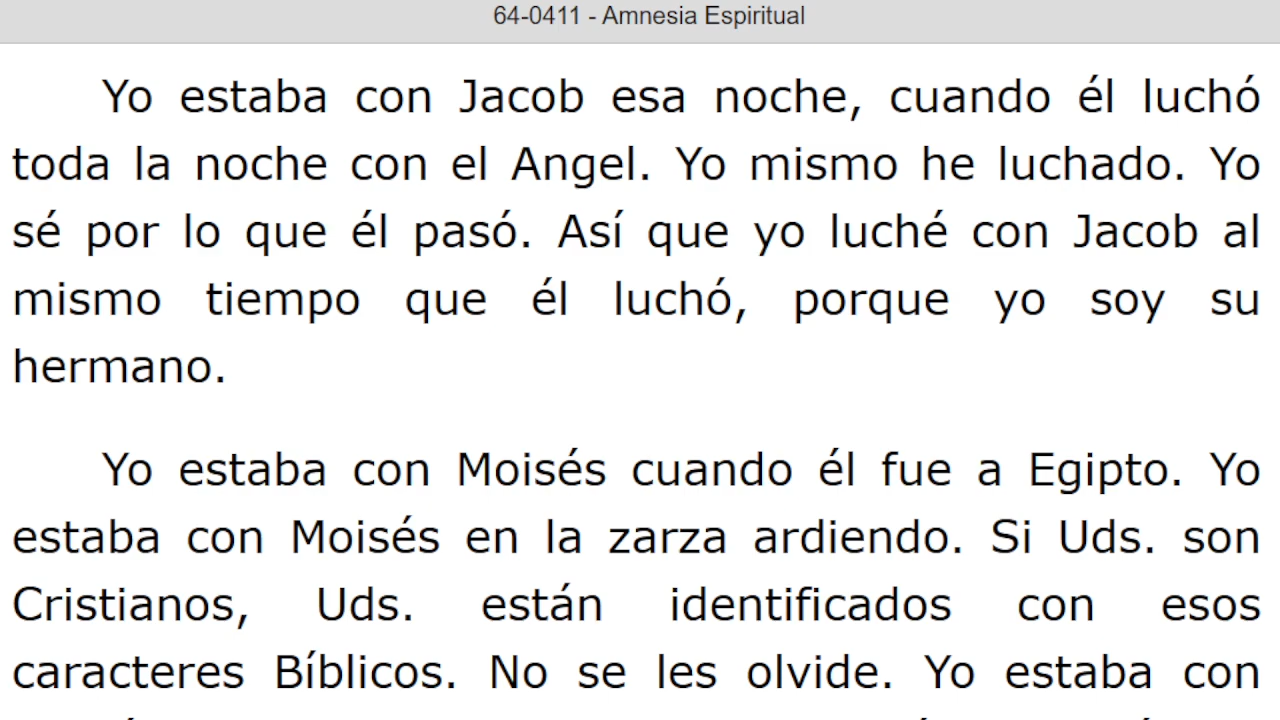 64-0411 - Amnesia Espiritual
Yo estaba con Jacob esa noche, cuando él luchó
toda la noche con el Angel. Yo mismo he luchado. Yo
sé por lo que él pasó. Así que yo luché con Jacob al
mismo tiempo que él luchó, porque yo soy su
hermano.
Yo estaba con Moisés cuando él fue a Egipto. Yo
estaba con Moisés en la zarza ardiendo. Si Uds. son
Cristianos, Uds. están identificados con esos
caracteres Bíblicos. No se les olvide. Yo estaba con